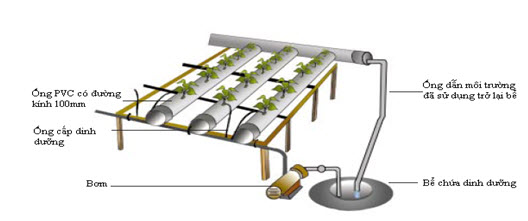 Ống PVC có đường
kính 100mm
Ống cấp dinh
dưỡng
Bơm
Ống dẫn môi trường
đã sử dụng trở lại bể
Bể chứa dinh dưỡng